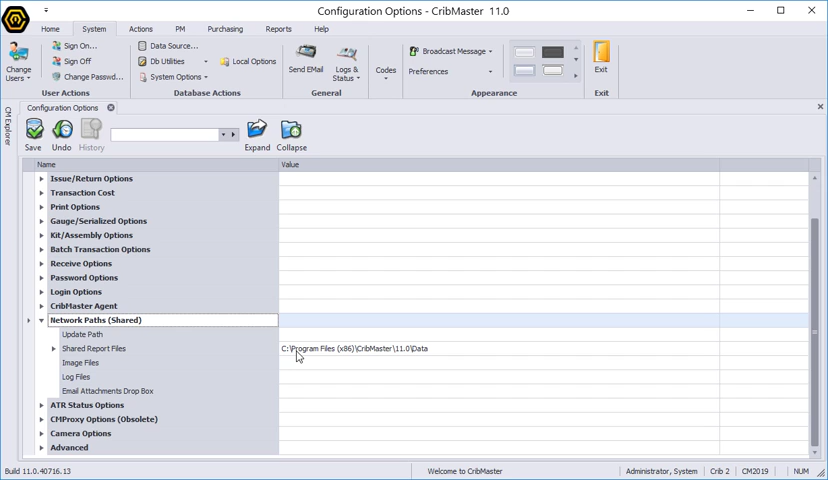 Configuration Options - CribMaster 11.0
Home System Actions PM Purchasing Reports Help
Change Users
Sign On...
Sign Off
Change Passwd...
User Actions
Data Source...
Db Utilities
System Options
Local Options
Database Actions
Send EMail
Logs & Status
General
Codes
Broadcast Message
Preferences
Appearance
Exit
Exit
CM Explorer
Configuration Options
Save Undo History Expand Collapse
Name Value
Issue/Return Options
Transaction Cost
Print Options
Gauge/Serialized Options
Kit/Assembly Options
Batch Transaction Options
Receive Options
Password Options
Login Options
CribMaster Agent
Network Paths (Shared)
Update Path
Shared Report Files C:\Program Files (x86)\CribMaster\11.0\Data
Image Files
Log Files
Email Attachments Drop Box
ATR Status Options
CMProxy Options (Obsolete)
Camera Options
Advanced
Build 11.0.40716.13 Welcome to CribMaster Administrator, System Crib 2 CM2019 NUM